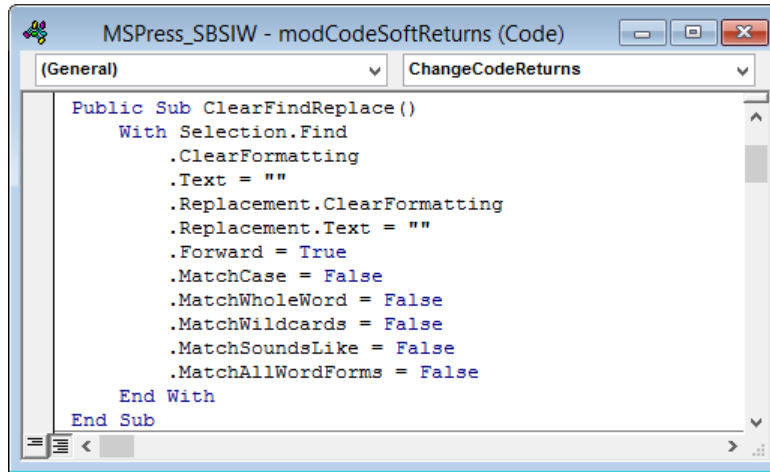 MSPress_SBSIW - modCodeSoftReturns (Code)
(General) ChangeCodeReturns
Public Sub ClearFindReplace()
    With Selection.Find
        .ClearFormatting
        .Text = ""
        .Replacement.ClearFormatting
        .Replacement.Text = ""
        .Forward = True
        .MatchCase = False
        .MatchWholeWord = False
        .MatchWildcards = False
        .MatchSoundsLike = False
        .MatchAllWordForms = False
    End With
End Sub